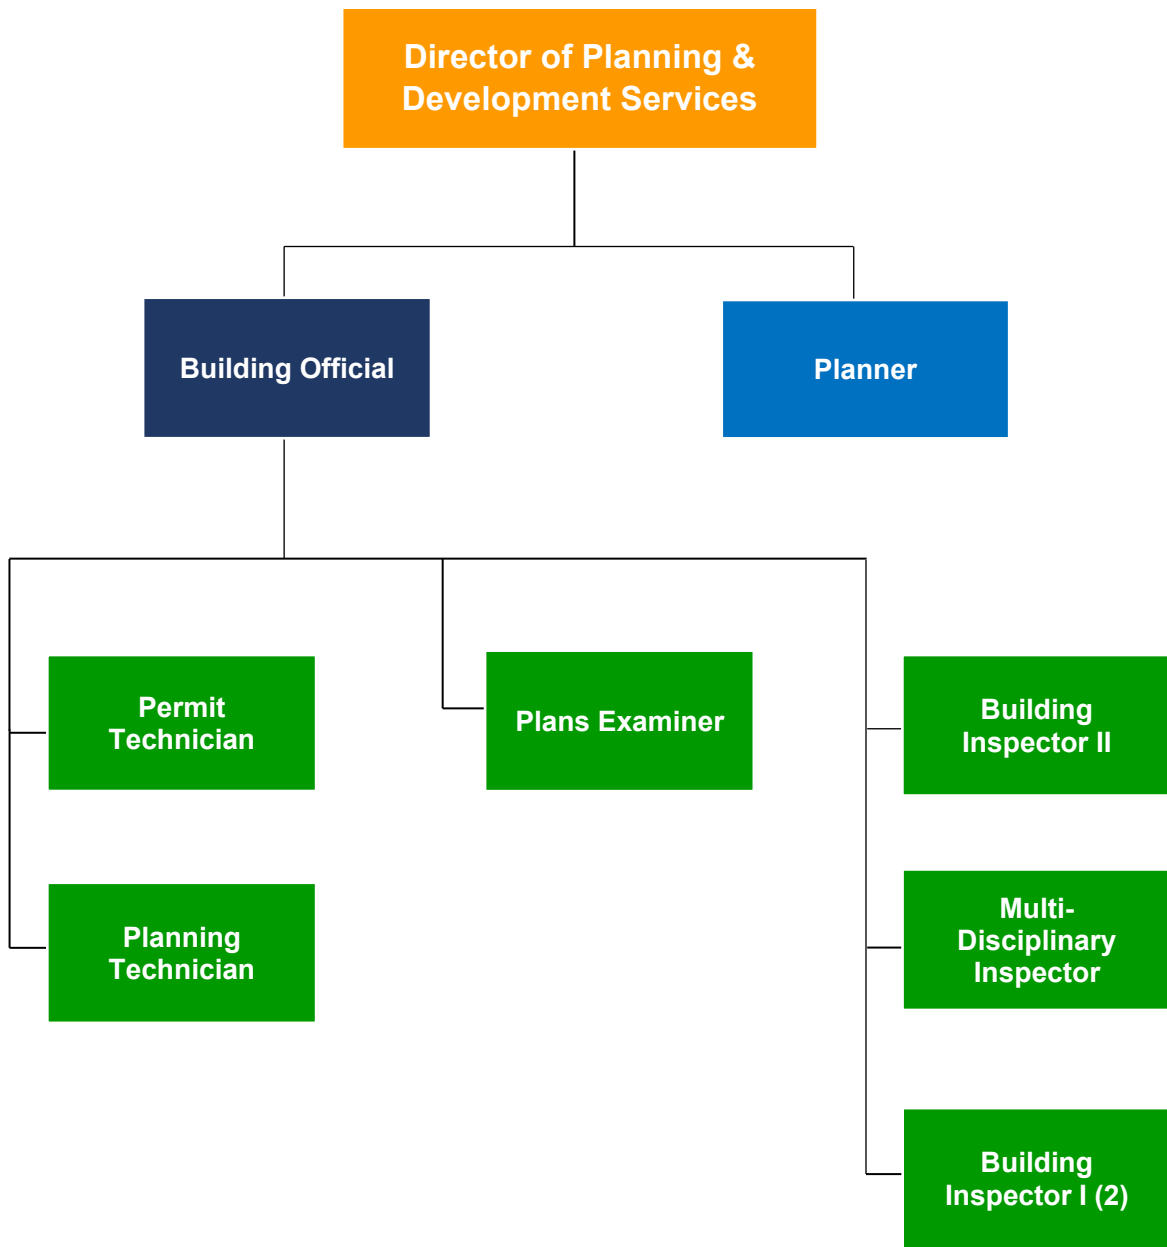 Director of Planning &
Development Services
Building Official
Planner
Permit
Technician
Plans Examiner
Building
Inspector II
Planning
Technician
Multi-
Disciplinary
Inspector
Building
Inspector I (2)